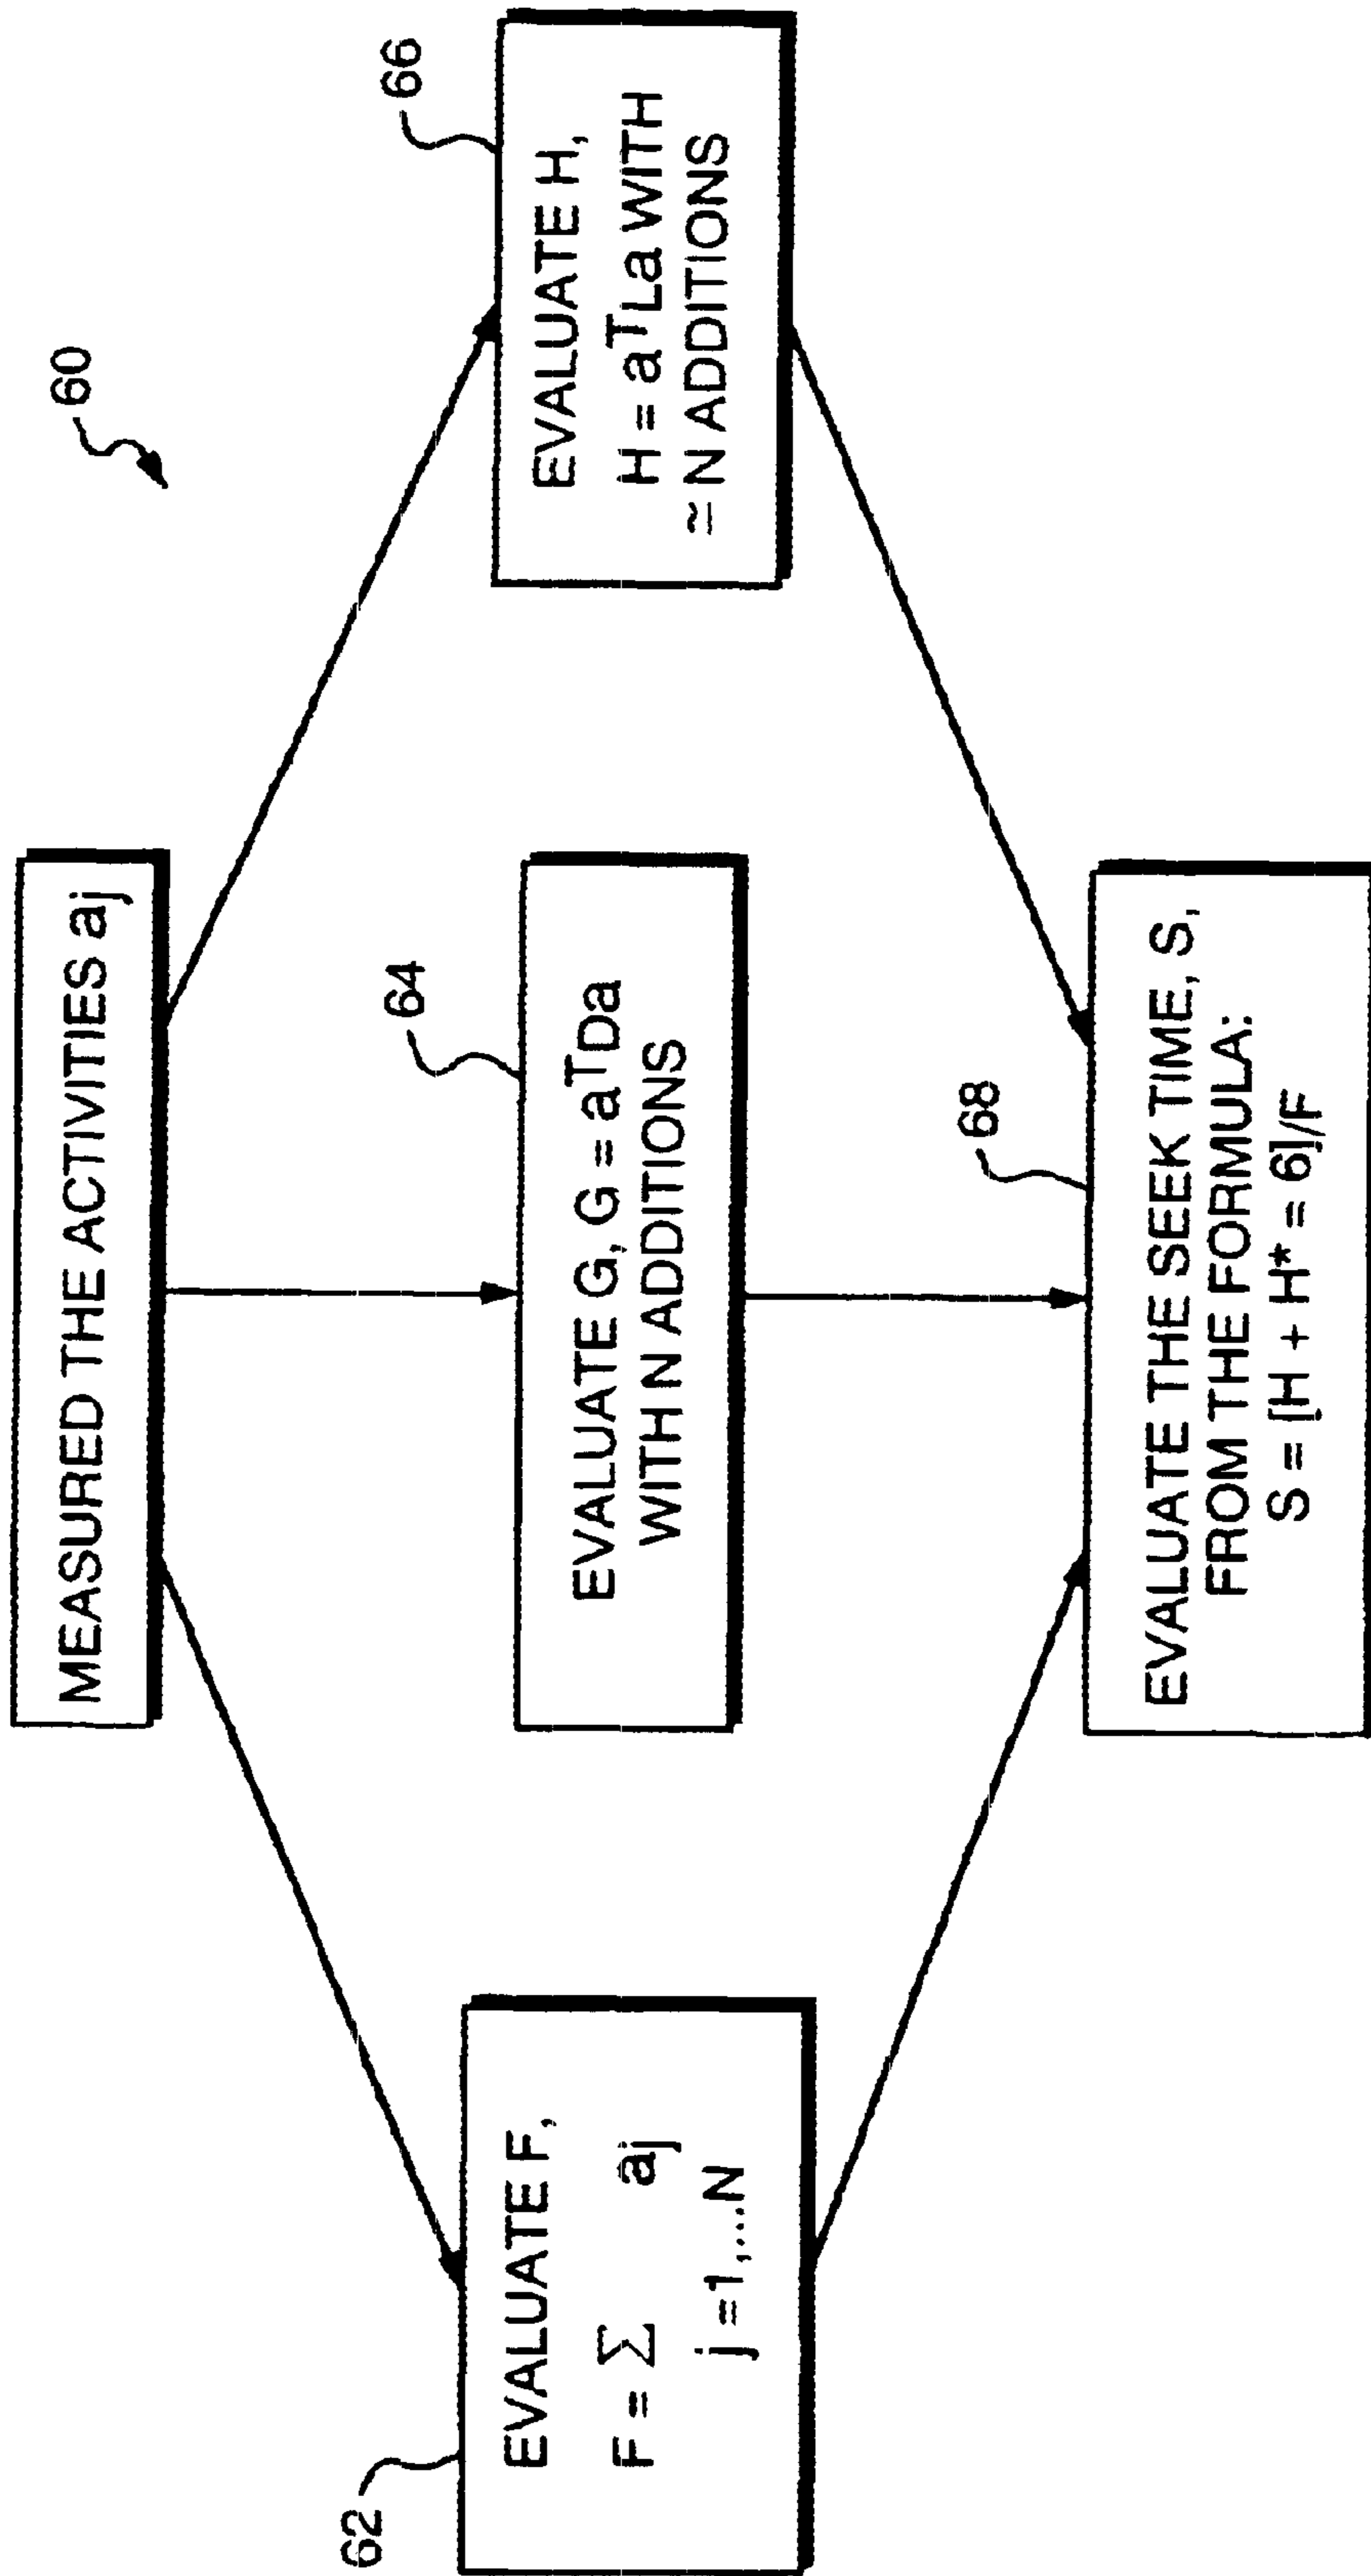 60
MEASURED THE ACTIVITIES aj
62
EVALUATE F,
F = Σ aj
j =1,...N
64
EVALUATE G, G = aTDa
WITH N ADDITIONS
66
EVALUATE H,
H = aTLa WITH
≃ N ADDITIONS
68
EVALUATE THE SEEK TIME, S,
FROM THE FORMULA:
S = [H + H* = 6]/F